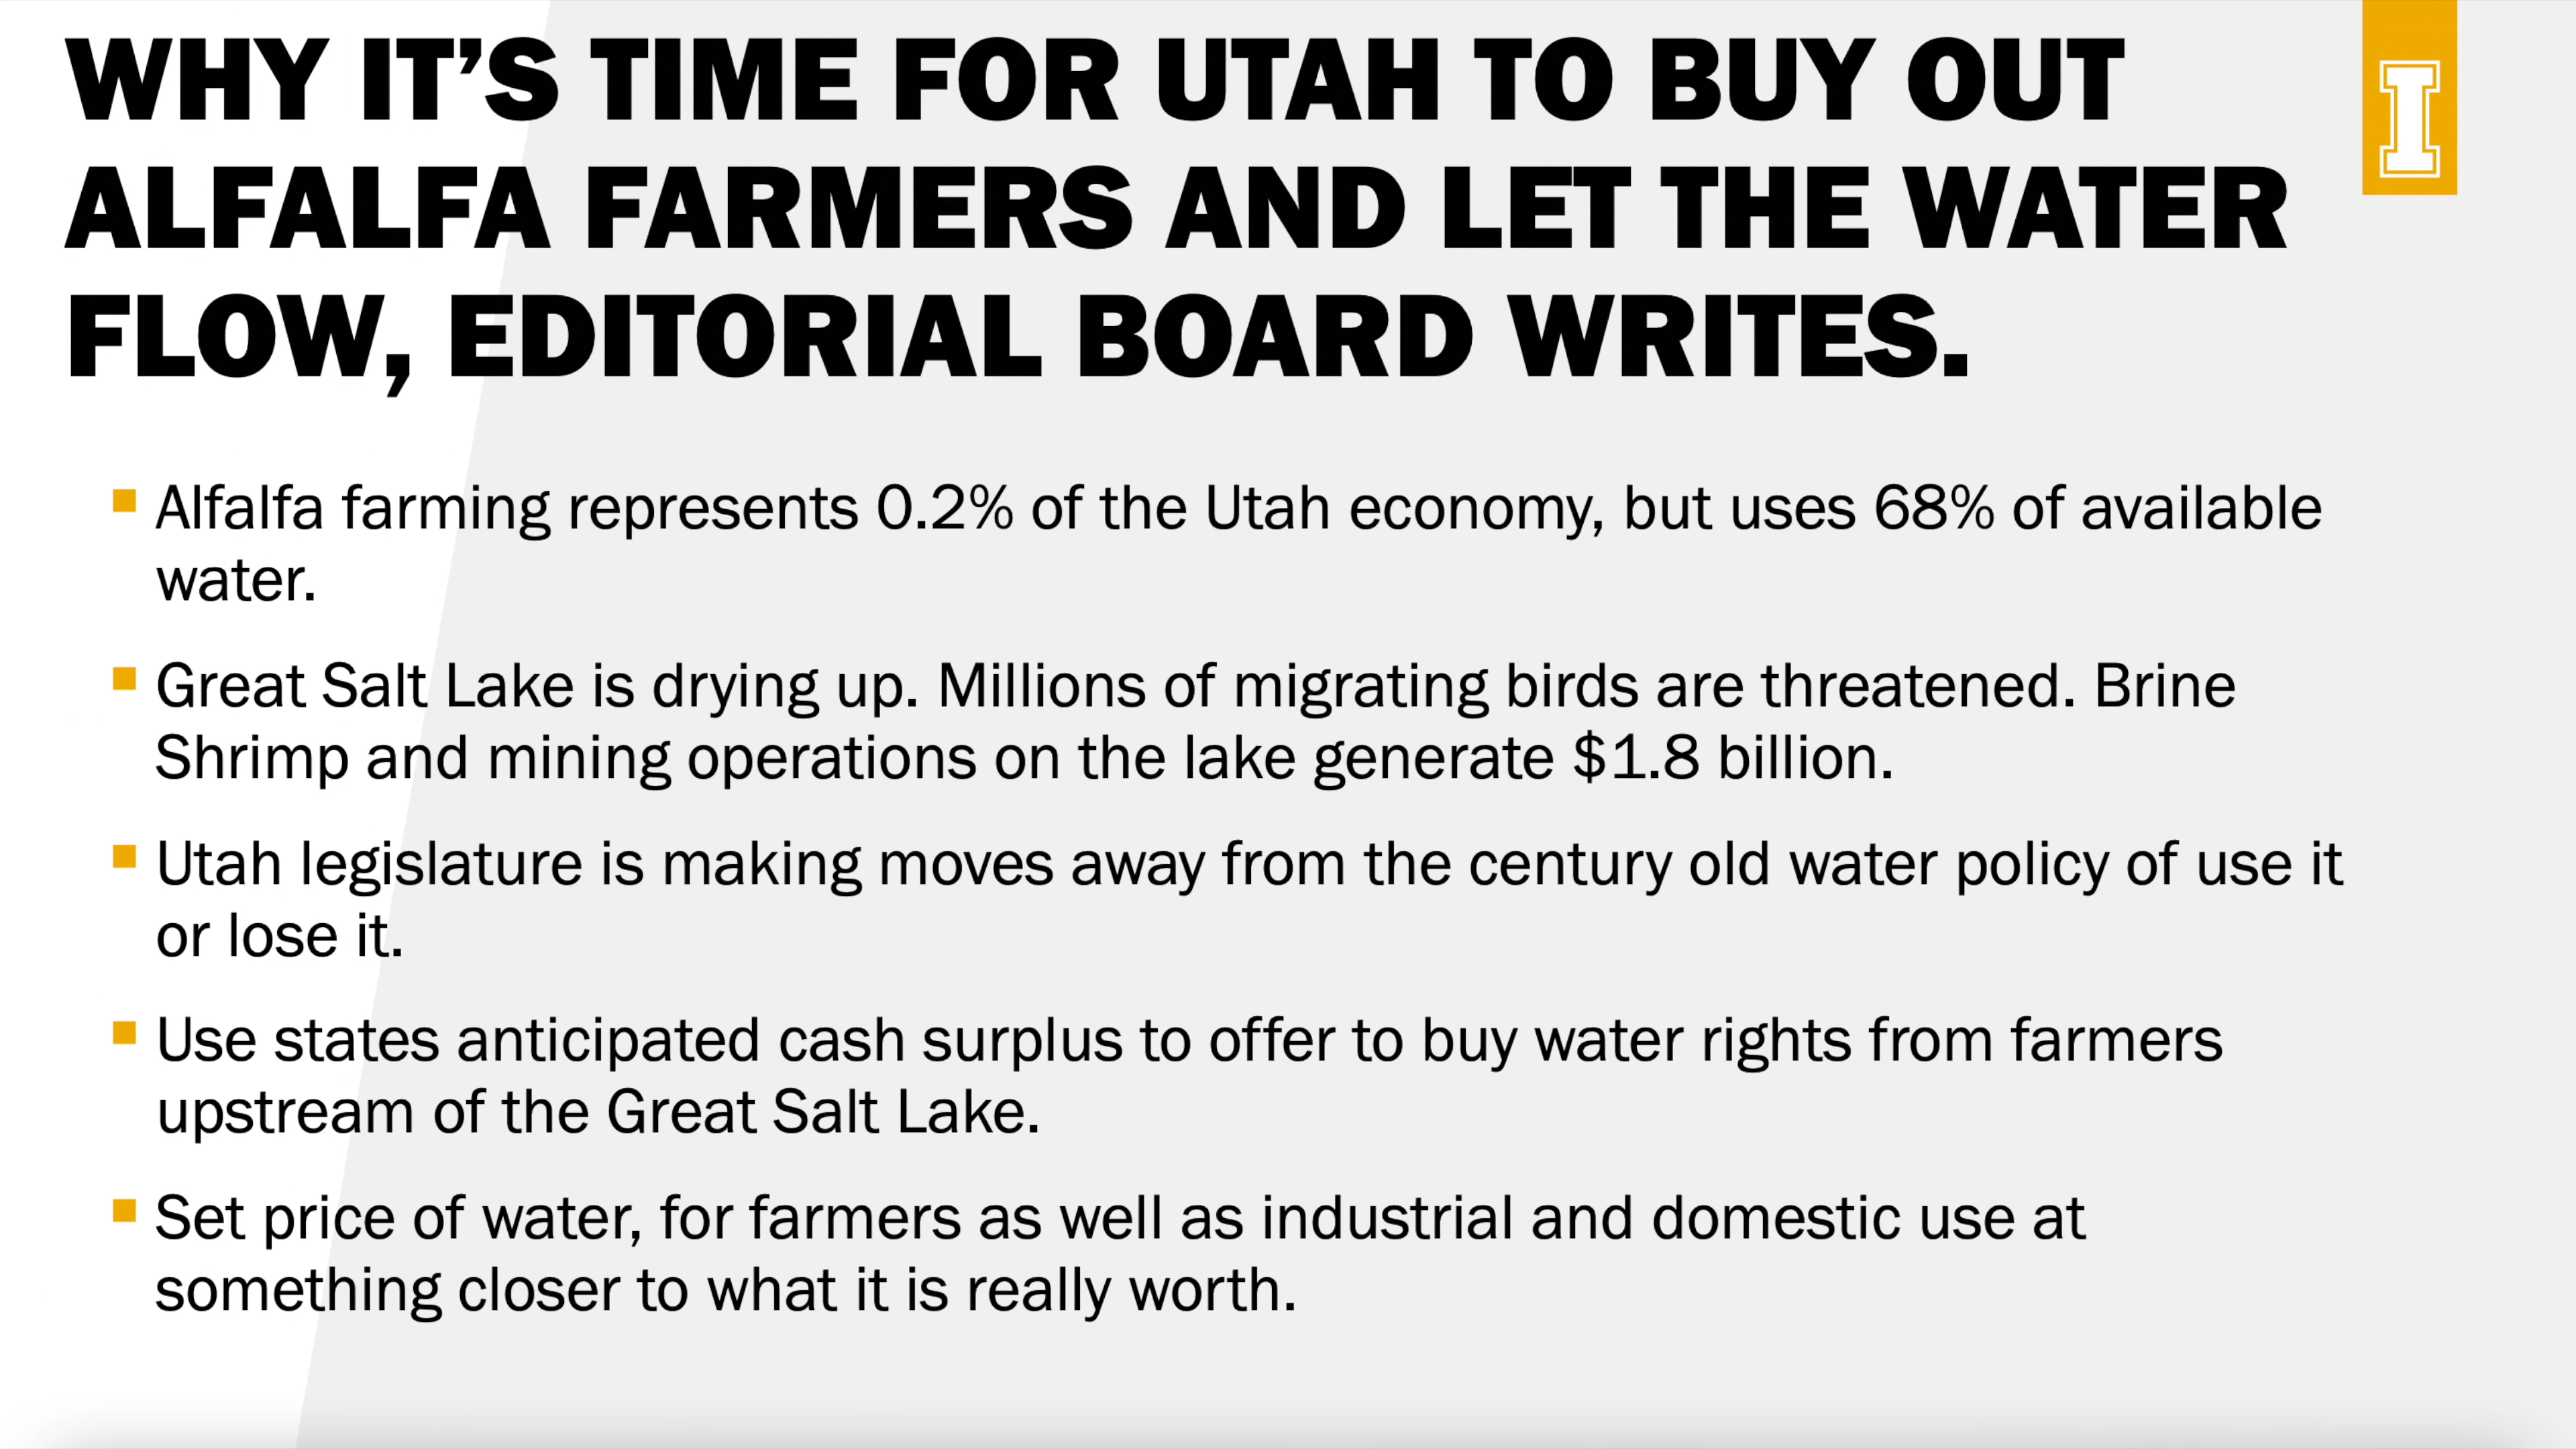 WHY IT’S TIME FOR UTAH TO BUY OUT
ALFALFA FARMERS AND LET THE WATER
FLOW, EDITORIAL BOARD WRITES.
I
Alfalfa farming represents 0.2% of the Utah economy, but uses 68% of available
water.
Great Salt Lake is drying up. Millions of migrating birds are threatened. Brine
Shrimp and mining operations on the lake generate $1.8 billion.
Utah legislature is making moves away from the century old water policy of use it
or lose it.
Use states anticipated cash surplus to offer to buy water rights from farmers
upstream of the Great Salt Lake.
Set price of water, for farmers as well as industrial and domestic use at
something closer to what it is really worth.